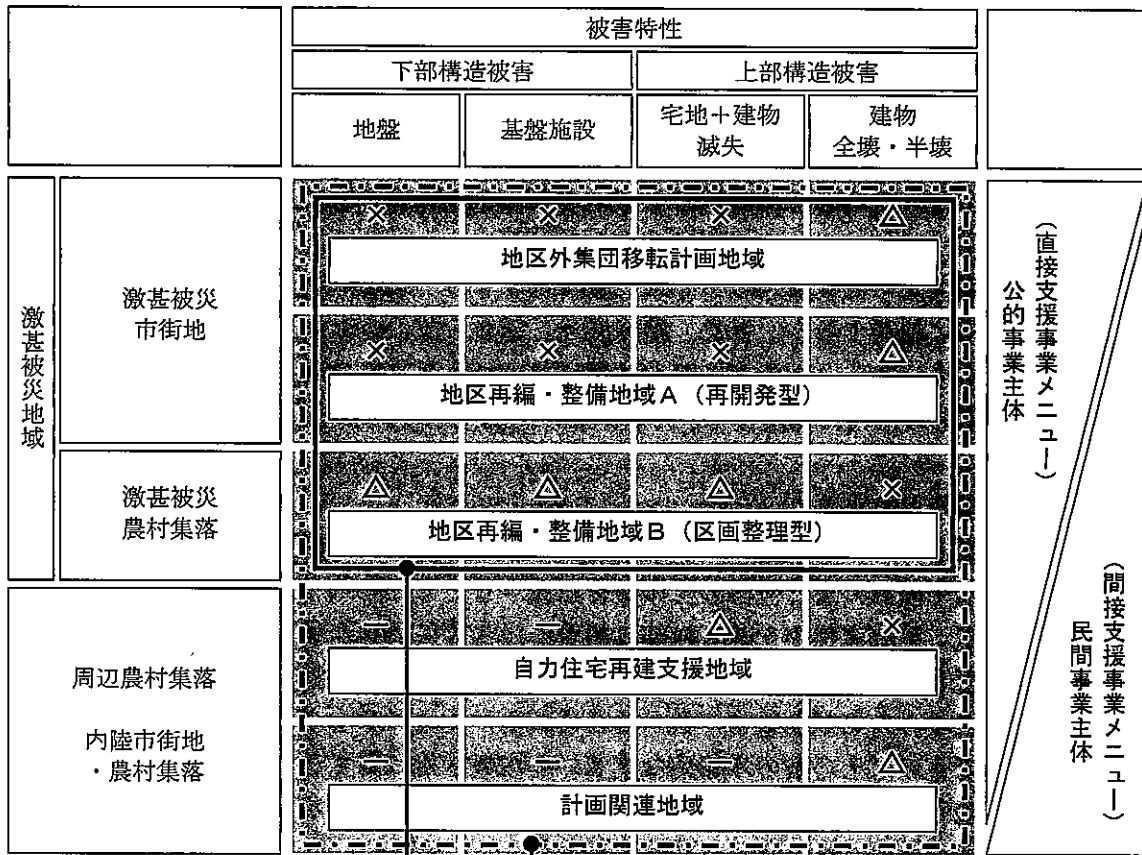 被害特性
下部構造被害
上部構造被害
地盤
基盤施設
宅地＋建物
滅失
建物
全壊・半壊
激甚被災地域
激甚被災
市街地
× × × △
地区外集団移転計画地域
× × × △
地区再編・整備地域A（再開発型）
激甚被災
農村集落
△ △ △ ×
地区再編・整備地域B（区画整理型）
周辺農村集落
内陸市街地
・農村集落
— — △ ×
自力住宅再建支援地域
— — — △
計画関連地域
（直接支援事業メニュー）
公的事業主体
（間接支援事業メニュー）
民間事業主体